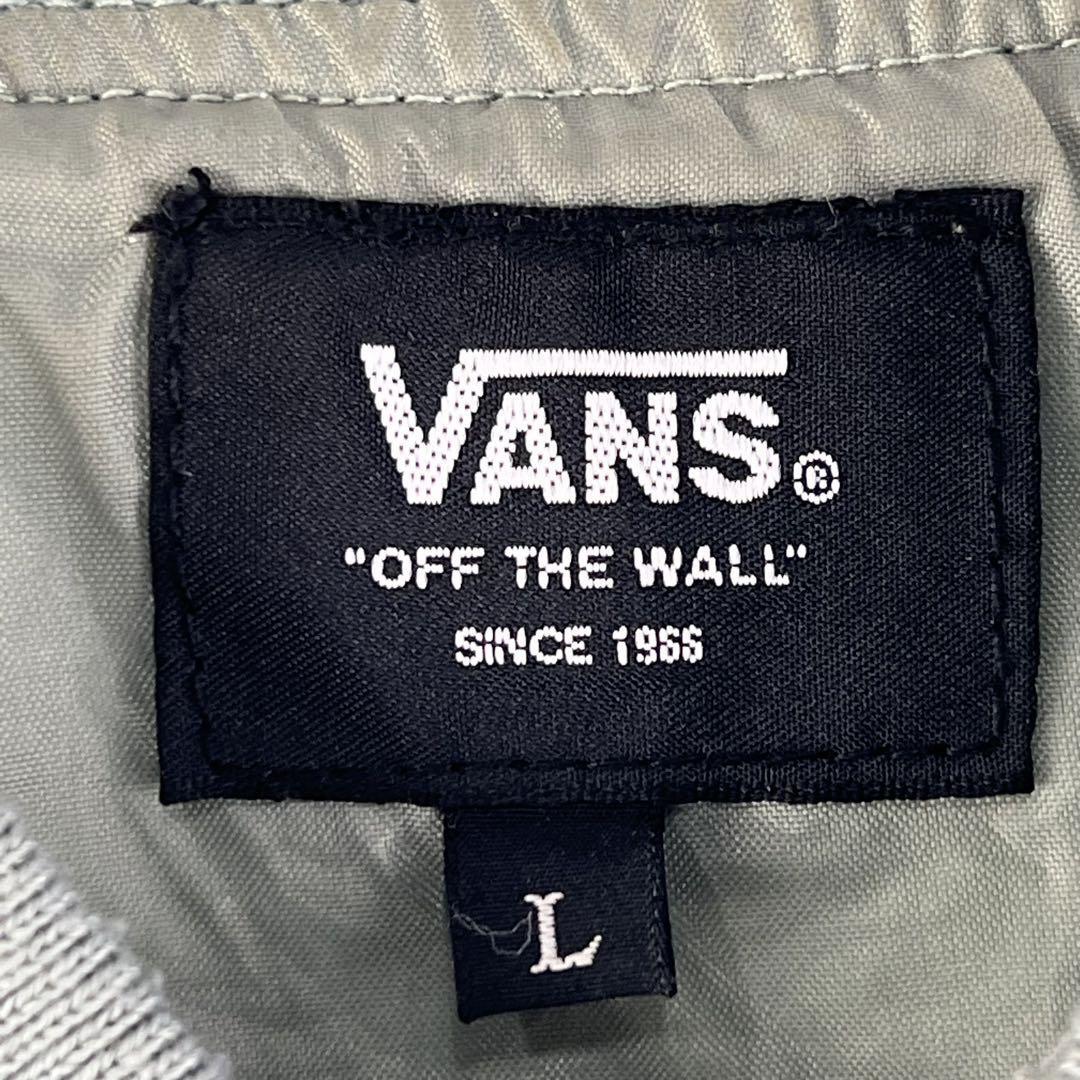 VANS®
"OFF THE WALL"
SINCE 1966
L